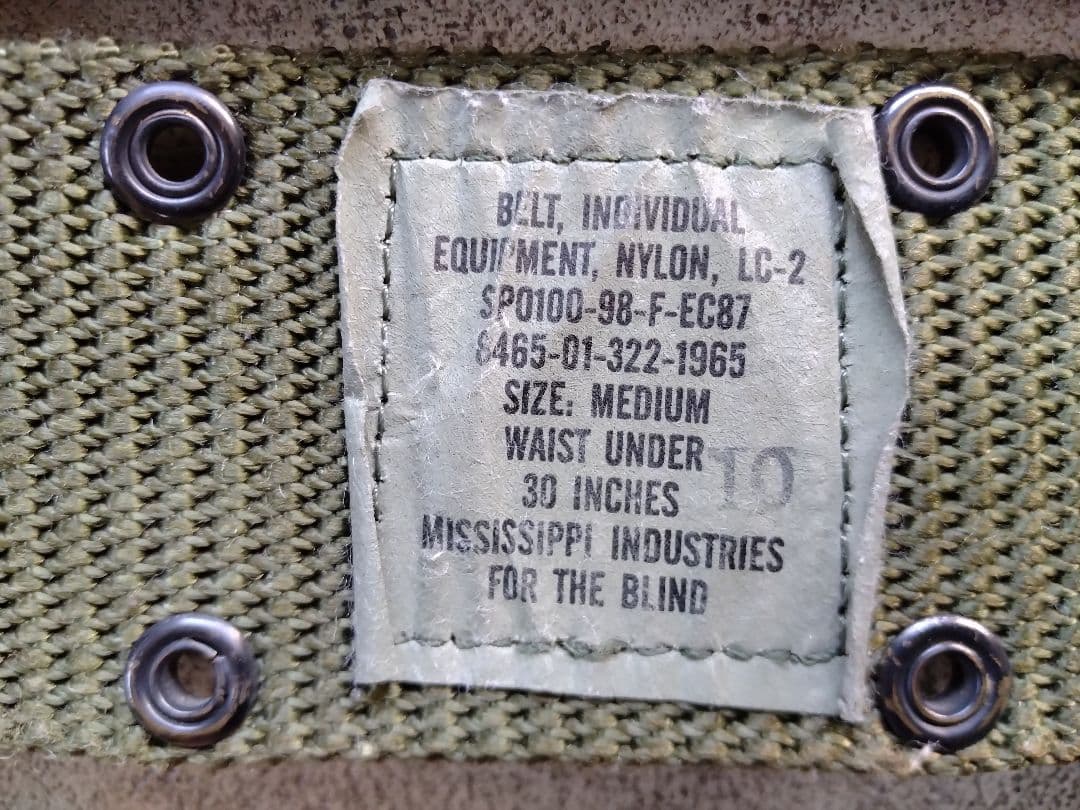 BELT, INDIVIDUAL
EQUIPMENT, NYLON, LC-2
SP0100-98-F-EC87
8465-01-322-1965
SIZE: MEDIUM
WAIST UNDER
30 INCHES
10
MISSISSIPPI INDUSTRIES
FOR THE BLIND